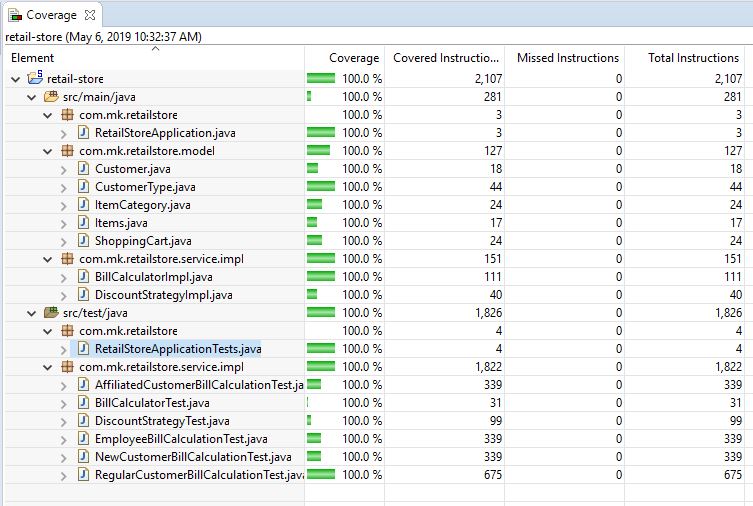 Coverage
retail-store (May 6, 2019 10:32:37 AM)
Element Coverage Covered Instructio... Missed Instructions Total Instructions
retail-store 100.0 % 2,107 0 2,107
src/main/java 100.0 % 281 0 281
com.mk.retailstore 100.0 % 3 0 3
RetailStoreApplication.java 100.0 % 3 0 3
com.mk.retailstore.model 100.0 % 127 0 127
Customer.java 100.0 % 18 0 18
CustomerType.java 100.0 % 44 0 44
ItemCategory.java 100.0 % 24 0 24
Items.java 100.0 % 17 0 17
ShoppingCart.java 100.0 % 24 0 24
com.mk.retailstore.service.impl 100.0 % 151 0 151
BillCalculatorImpl.java 100.0 % 111 0 111
DiscountStrategyImpl.java 100.0 % 40 0 40
src/test/java 100.0 % 1,826 0 1,826
com.mk.retailstore 100.0 % 4 0 4
RetailStoreApplicationTests.java 100.0 % 4 0 4
com.mk.retailstore.service.impl 100.0 % 1,822 0 1,822
AffiliatedCustomerBillCalculationTest.ja 100.0 % 339 0 339
BillCalculatorTest.java 100.0 % 31 0 31
DiscountStrategyTest.java 100.0 % 99 0 99
EmployeeBillCalculationTest.java 100.0 % 339 0 339
NewCustomerBillCalculationTest.java 100.0 % 339 0 339
RegularCustomerBillCalculationTest.java 100.0 % 675 0 675